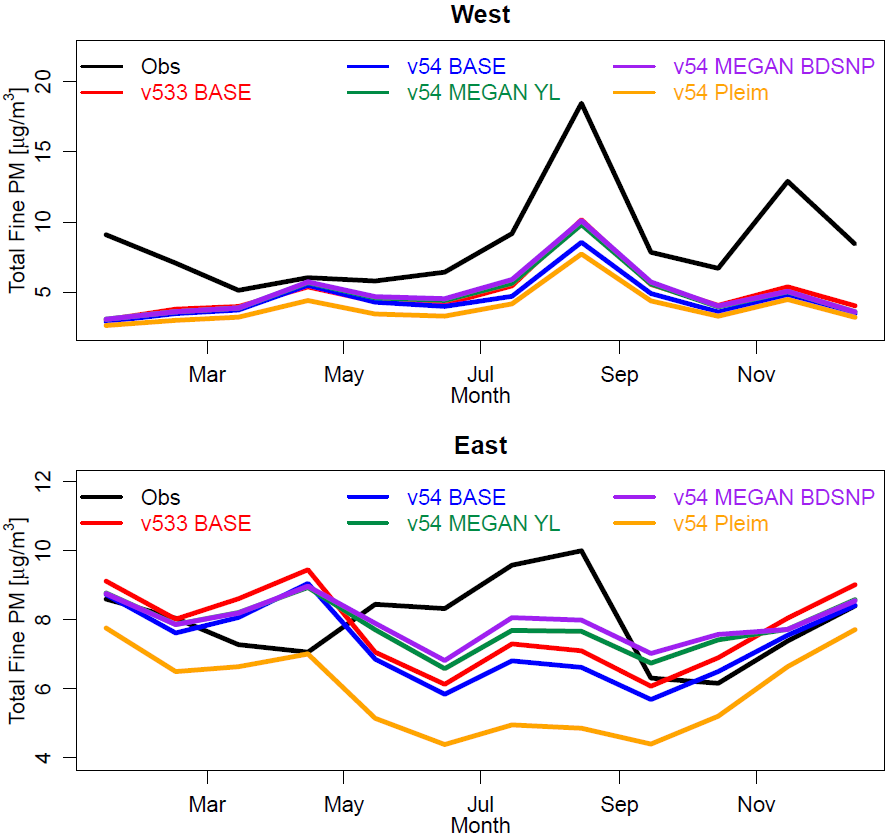 West
Total Fine PM [μg/m³]
20
15
10
5
Obs
v54 BASE
v54 MEGAN BDSNP
v533 BASE
v54 MEGAN YL
v54 Pleim
Mar May Jul Sep Nov
Month
East
Total Fine PM [μg/m³]
12
10
8
6
4
Obs
v54 BASE
v54 MEGAN BDSNP
v533 BASE
v54 MEGAN YL
v54 Pleim
Mar May Jul Sep Nov
Month